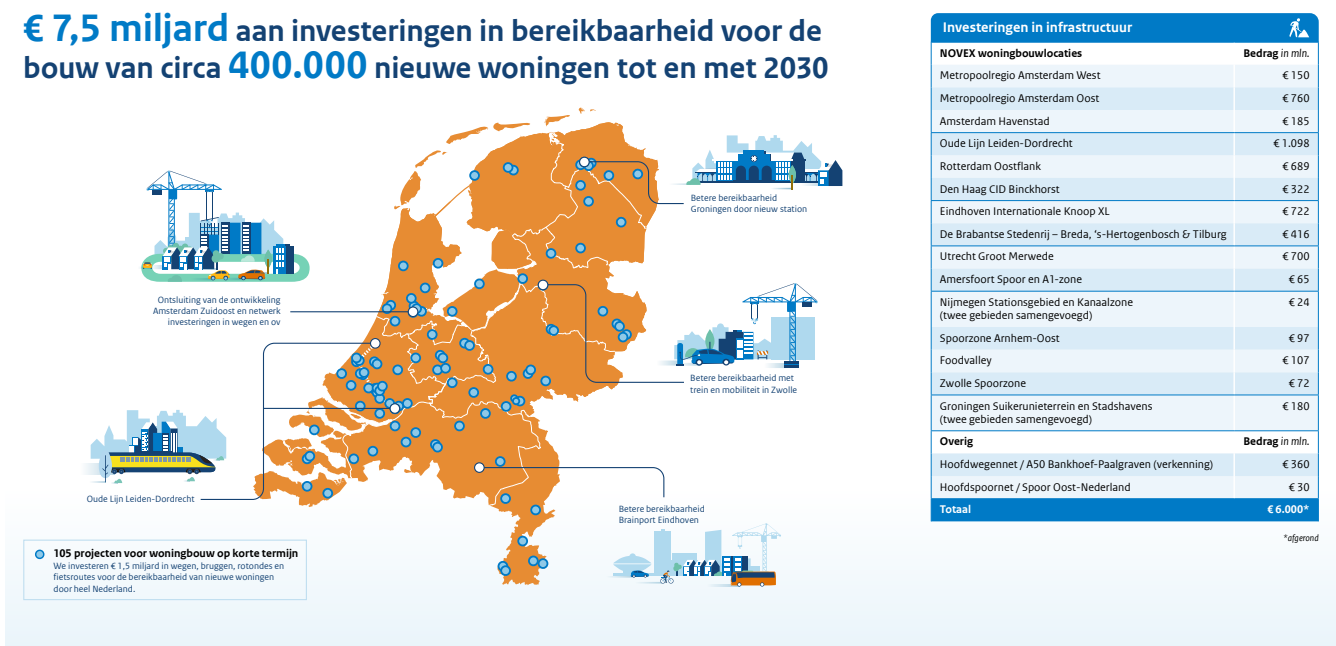 € 7,5 miljard aan investeringen in bereikbaarheid voor de
bouw van circa 400.000 nieuwe woningen tot en met 2030
Betere bereikbaarheid
Groningen door nieuw station
Ontsluiting van de ontwikkeling
Amsterdam Zuidoost en netwerk
investeringen in wegen en ov
Betere bereikbaarheid met
trein en mobiliteit in Zwolle
Oude Lijn Leiden-Dordrecht
Betere bereikbaarheid
Brainport Eindhoven
105 projecten voor woningbouw op korte termijn
We investeren € 1,5 miljard in wegen, bruggen, rotondes en
fietsroutes voor de bereikbaarheid van nieuwe woningen
door heel Nederland.
Investeringen in infrastructuur
NOVEX woningbouwlocaties Bedrag in mln.
Metropoolregio Amsterdam West € 150
Metropoolregio Amsterdam Oost € 760
Amsterdam Havenstad € 185
Oude Lijn Leiden-Dordrecht € 1.098
Rotterdam Oostflank € 689
Den Haag CID Binckhorst € 322
Eindhoven Internationale Knoop XL € 722
De Brabantse Stedenrij – Breda, ‘s-Hertogenbosch & Tilburg € 416
Utrecht Groot Merwede € 700
Amersfoort Spoor en A1-zone € 65
Nijmegen Stationsgebied en Kanaalzone € 24
(twee gebieden samengevoegd)
Spoorzone Arnhem-Oost € 97
Foodvalley € 107
Zwolle Spoorzone € 72
Groningen Suikerunieterrein en Stadshavens € 180
(twee gebieden samengevoegd)
Overig Bedrag in mln.
Hoofdwegennet / A50 Bankhoef-Paalgraven (verkenning) € 360
Hoofdspoornet / Spoor Oost-Nederland € 30
Totaal € 6.000*
*afgerond